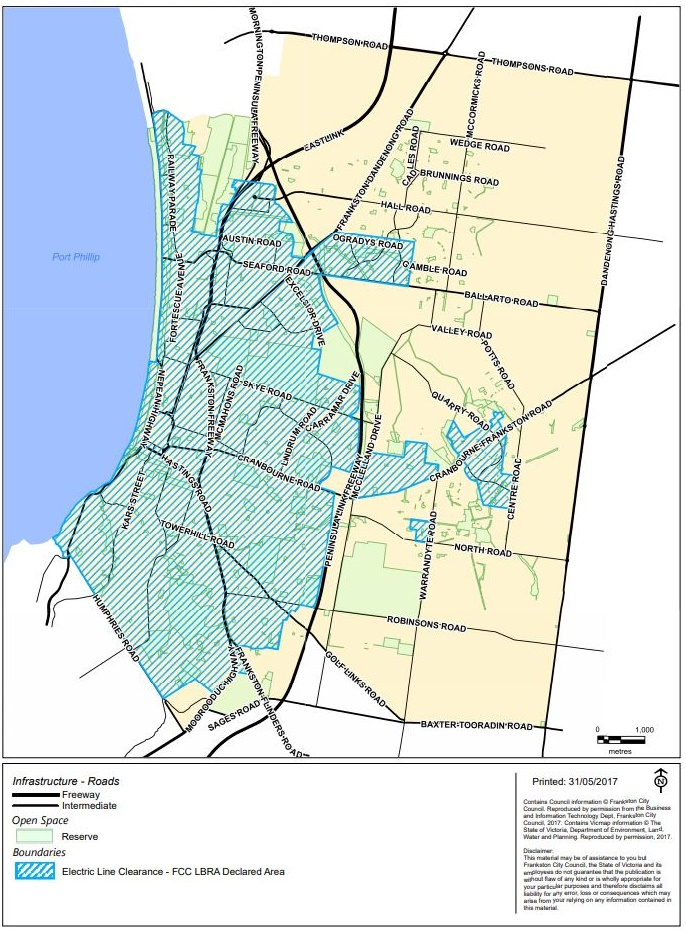 MORNINGTON PENINSULA FREEWAY
THOMPSON ROAD
THOMPSONS ROAD
MCCORMICKS ROAD
EASTLINK
FRANKSTON-DANDENONG ROAD
CADLES ROAD
WEDGE ROAD
BRUNNINGS ROAD
HALL ROAD
DANDENONG-HASTINGS ROAD
RAILWAY PARADE
AUSTIN ROAD
OGRADYS ROAD
Port Phillip
SEAFORD ROAD
GAMBLE ROAD
FORTESCUE AVENUE
EXCELSIOR DRIVE
BALLARTO ROAD
VALLEY ROAD
POTTS ROAD
NEPEAN HIGHWAY
FRANKSTON FREEWAY
MCMAHONS ROAD
SKYE ROAD
LINDRUM ROAD
CARRAMAR DRIVE
QUARRY ROAD
CRANBOURNE-FRANKSTON ROAD
MCCLELLAND DRIVE
CRANBOURNE ROAD
HASTINGS ROAD
KARS STREET
CENTRE ROAD
TOWERHILL ROAD
PENINSULA LINK FREEWAY
WARRANDYTE ROAD
NORTH ROAD
HUMPHRIES ROAD
ROBINSONS ROAD
GOLF LINKS ROAD
MOOROODUC HIGHWAY
FRANKSTON-FLINDERS ROAD
SAGES ROAD
BAXTER-TOORADIN ROAD
0 1,000
metres
Infrastructure - Roads
Freeway
Intermediate
Open Space
Reserve
Boundaries
Electric Line Clearance - FCC LBRA Declared Area
Printed: 31/05/2017
N
Contains Council information © Frankston City
Council. Reproduced by permission from the Business
and Information Technology Dept, Frankston City
Council, 2017. Contains Vicmap information © The
State of Victoria, Department of Environment, Land,
Water and Planning. Reproduced by permission, 2017.
Disclaimer:
This material may be of assistance to you but
Frankston City Council, the State of Victoria and its
employees do not guarantee that the publication is
without flaw of any kind or is wholly appropriate for
your particular purposes and therefore disclaims all
liability for any error, loss or consequences which may
arise from your relying on any information contained in
this material.